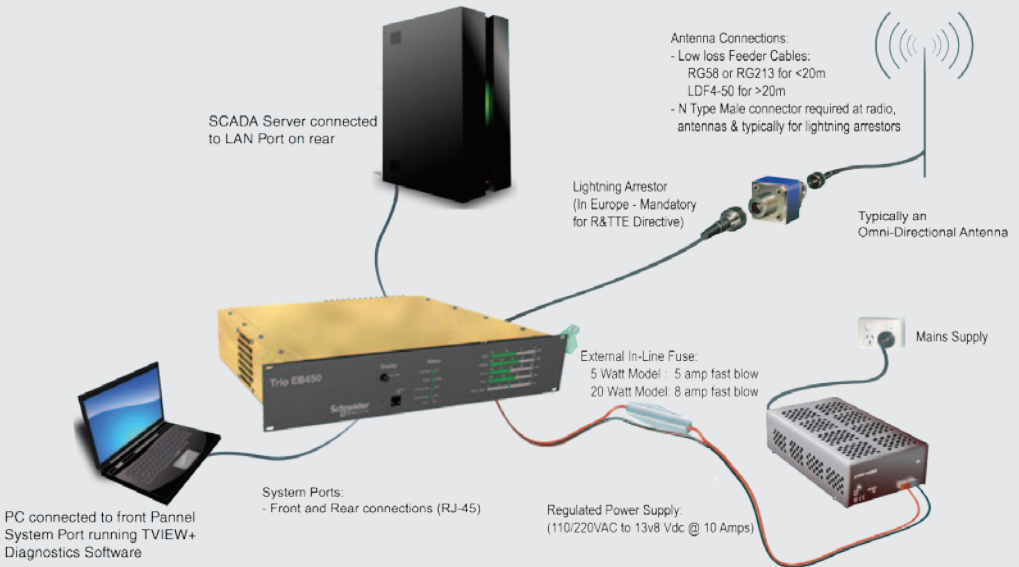 Antenna Connections:
- Low loss Feeder Cables:
RG58 or RG213 for <20m
LDF4-50 for >20m
- N Type Male connector required at radio,
antennas & typically for lightning arrestors
SCADA Server connected
to LAN Port on rear
Lightning Arrestor
(In Europe - Mandatory
for R&TTE Directive)
Typically an
Omni-Directional Antenna
Mains Supply
External In-Line Fuse:
5 Watt Model : 5 amp fast blow
20 Watt Model: 8 amp fast blow
Trio EB450
Display
Status
Schneider
System Ports:
- Front and Rear connections (RJ-45)
Regulated Power Supply:
(110/220VAC to 13v8 Vdc @ 10 Amps)
PC connected to front Pannel
System Port running TVIEW+
Diagnostics Software